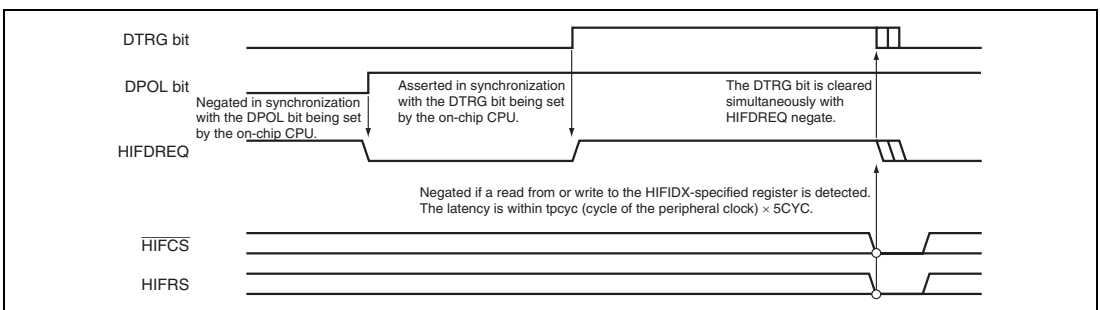 DTRG bit
DPOL bit
Negated in synchronization
with the DPOL bit being set
by the on-chip CPU.
Asserted in synchronization
with the DTRG bit being set
by the on-chip CPU.
The DTRG bit is cleared
simultaneously with
HIFDREQ negate.
HIFDREQ
Negated if a read from or write to the HIFIDX-specified register is detected.
The latency is within tpcyc (cycle of the peripheral clock) × 5CYC.
HIFCS
HIFRS